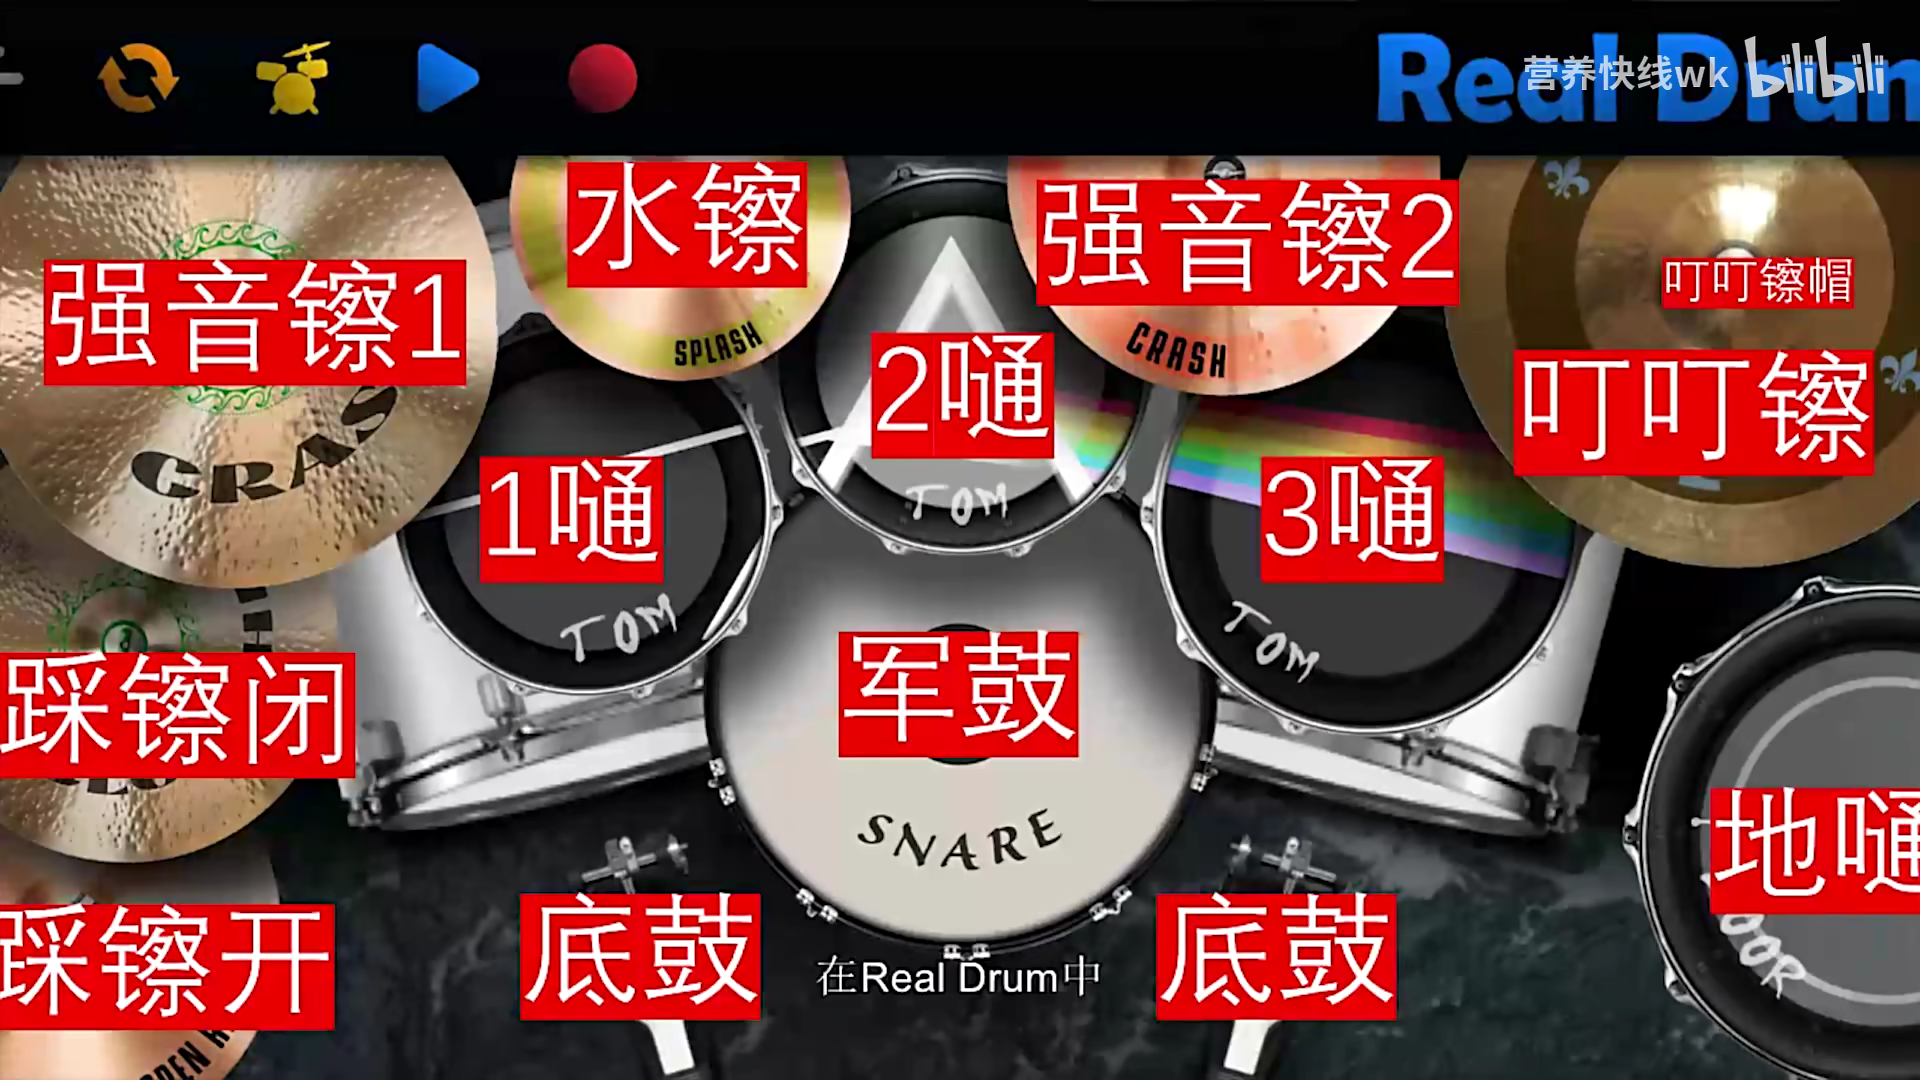 Real Drum
营养快线wk bilibili
水镲
强音镲2
强音镲1
叮叮镲帽
SPLASH
CRASH
2嗵
叮叮镲
CRAS
1嗵
TOM
3嗵
TOM
TOM
军鼓
踩镲闭
SNARE
地嗵
底鼓
底鼓
踩镲开
在Real Drum中